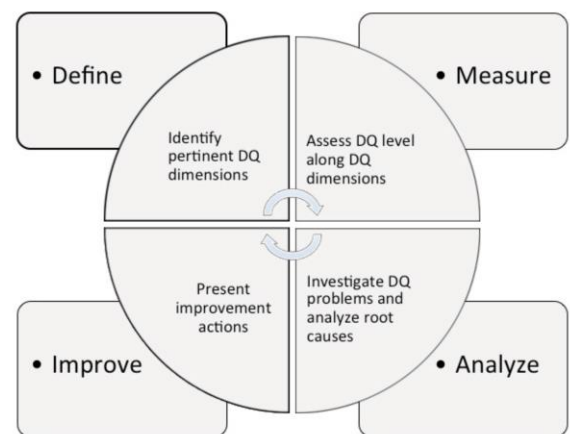 • Define
• Measure
Identify
pertinent DQ
dimensions
Assess DQ level
along DQ
dimensions
Present
improvement
actions
Investigate DQ
problems and
analyze root
causes
• Improve
• Analyze